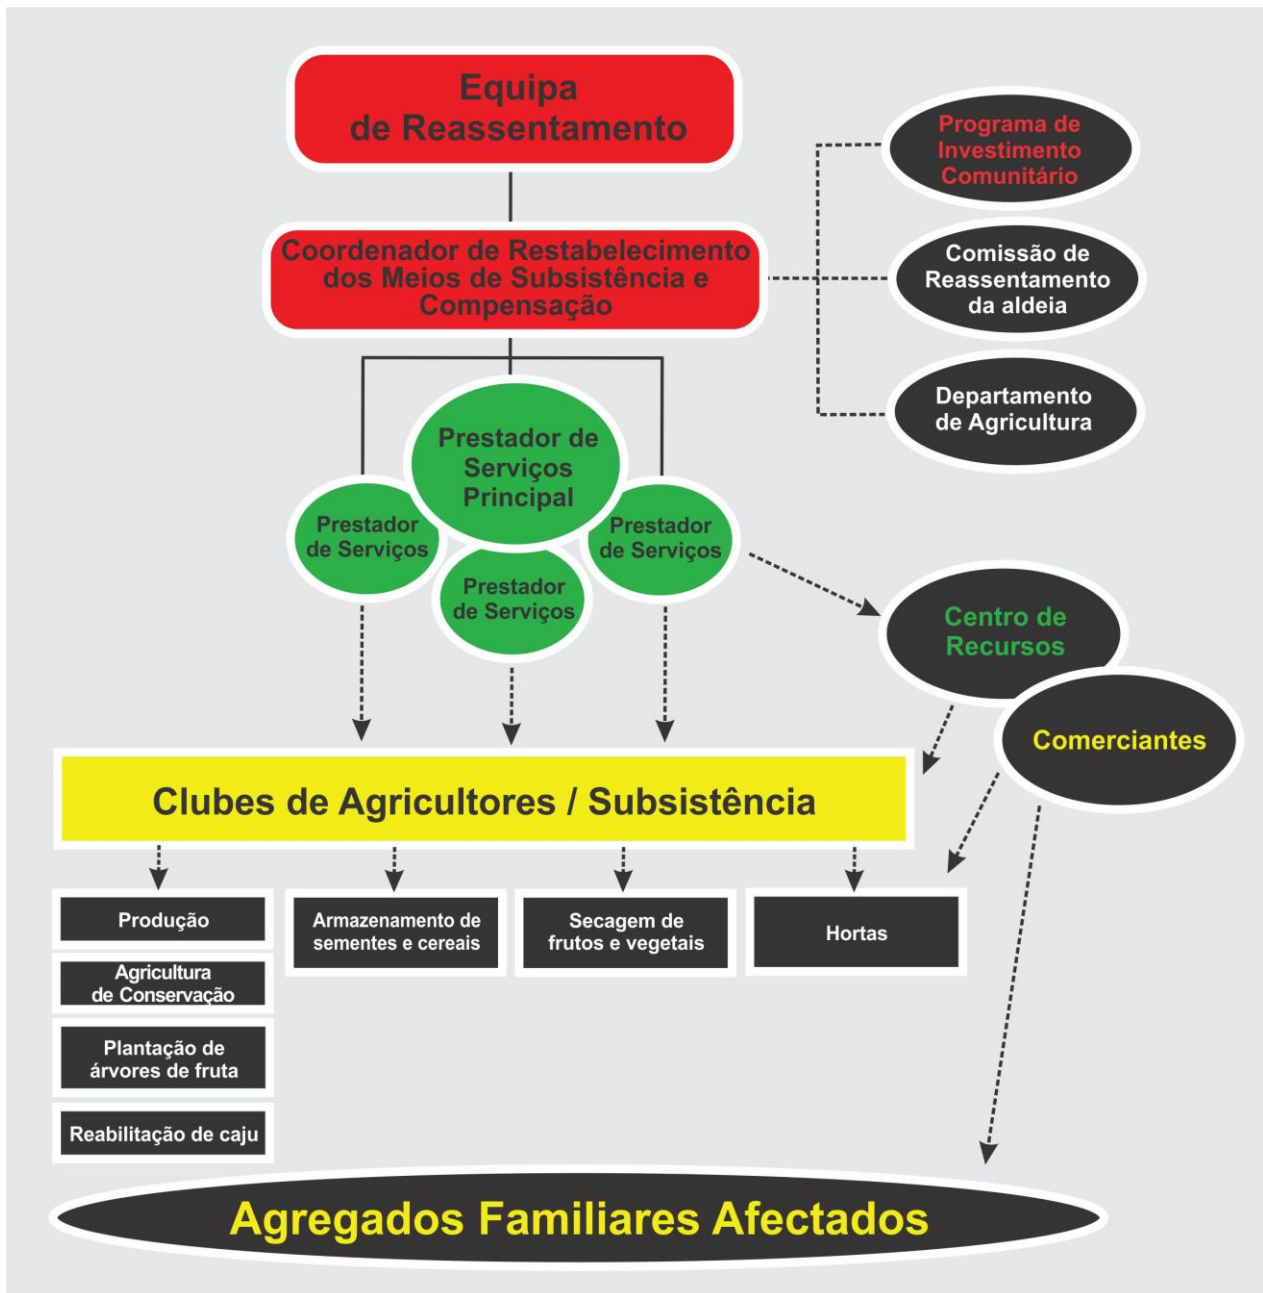 Equipa
de Reassentamento
Programa de
Investimento
Comunitário
Coordenador de Restabelecimento
dos Meios de Subsistência e
Compensação
Comissão de
Reassentamento
da aldeia
Departamento
de Agricultura
Prestador de
Serviços
Principal
Prestador
de Serviços
Prestador
de Serviços
Prestador
de Serviços
Centro de
Recursos
Comerciantes
Clubes de Agricultores / Subsistência
Produção
Armazenamento de
sementes e cereais
Secagem de
frutos e vegetais
Hortas
Agricultura
de Conservação
Plantação de
árvores de fruta
Reabilitação de caju
Agregados Familiares Afectados